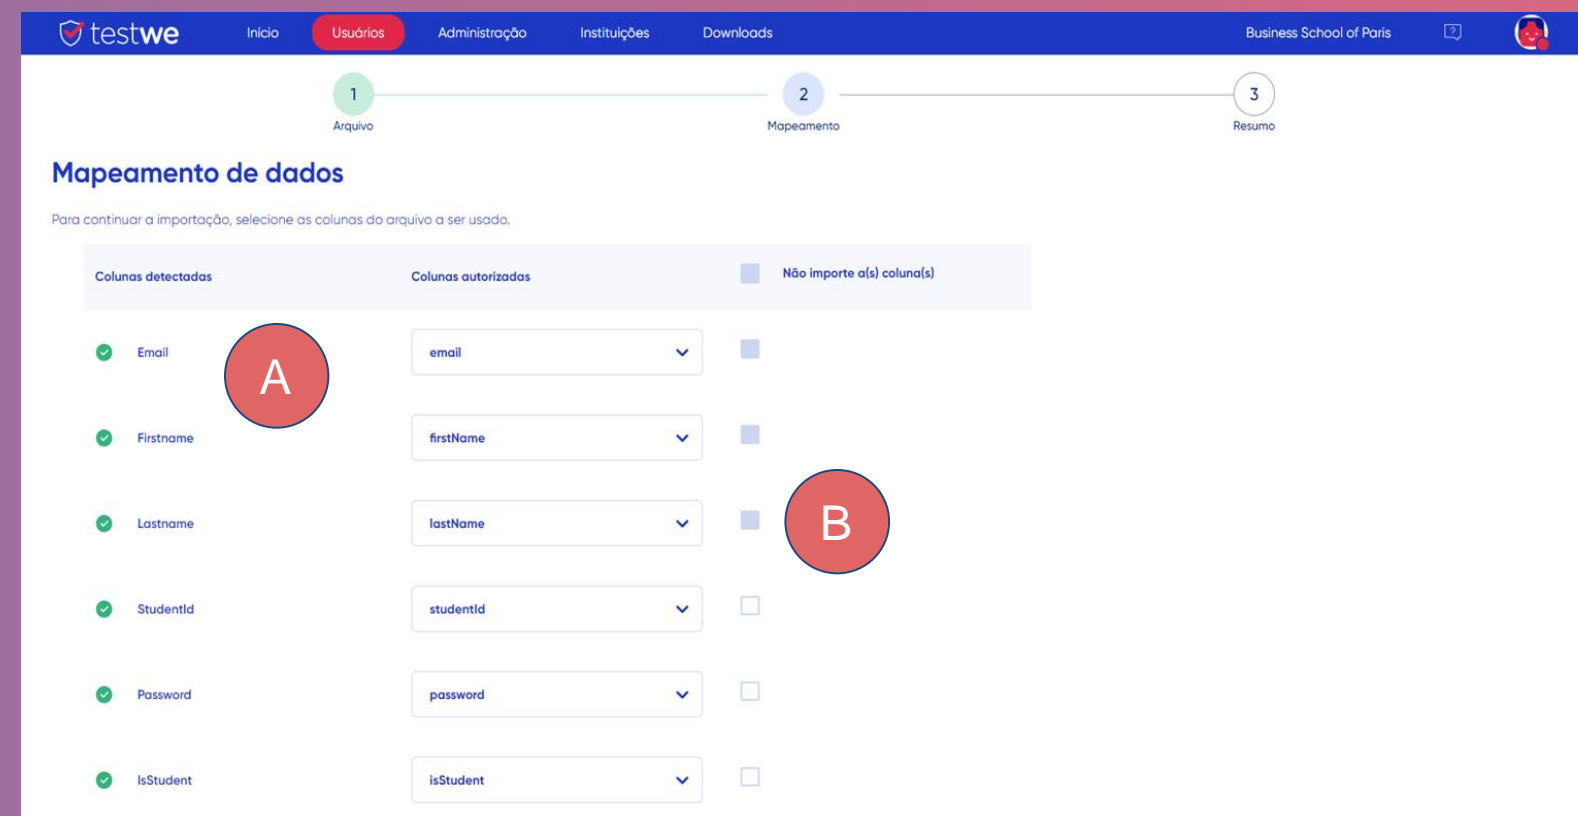 testwe
Início
Usuários
Administração
Instituições
Downloads
Business School of Paris
?
1
2
3
Arquivo
Mapeamento
Resumo
Mapeamento de dados
Para continuar a importação, selecione as colunas do arquivo a ser usado.
Colunas detectadas
Colunas autorizadas
Não importe a(s) coluna(s)
Email
A
email
Firstname
firstName
Lastname
lastName
B
StudentId
studentId
Password
password
IsStudent
isStudent